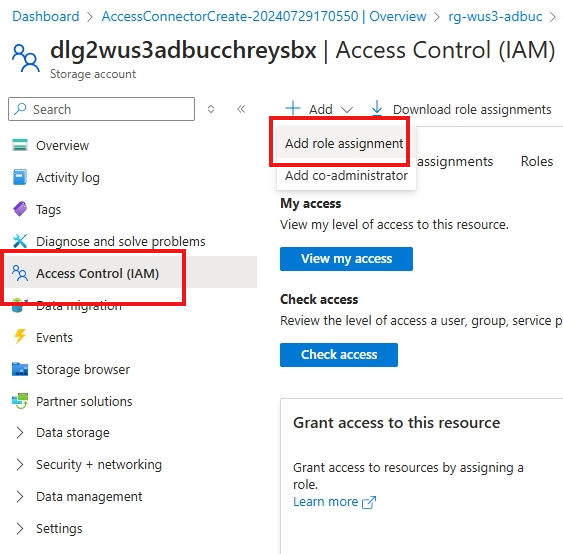 Dashboard > AccessConnectorCreate-20240729170550 | Overview > rg-wus3-adbuc >
dlg2wus3adbucchreysbx | Access Control (IAM)
Storage account
Search
Overview
Activity log
Tags
Diagnose and solve problems
Access Control (IAM)
Data migration
Events
Storage browser
Partner solutions
Data storage
Security + networking
Data management
Settings
Add
Download role assignments
Add role assignment
Add co-administrator
assignments
Roles
My access
View my level of access to this resource.
View my access
Check access
Review the level of access a user, group, service p
Check access
Grant access to this resource
Grant access to resources by assigning a
role.
Learn more